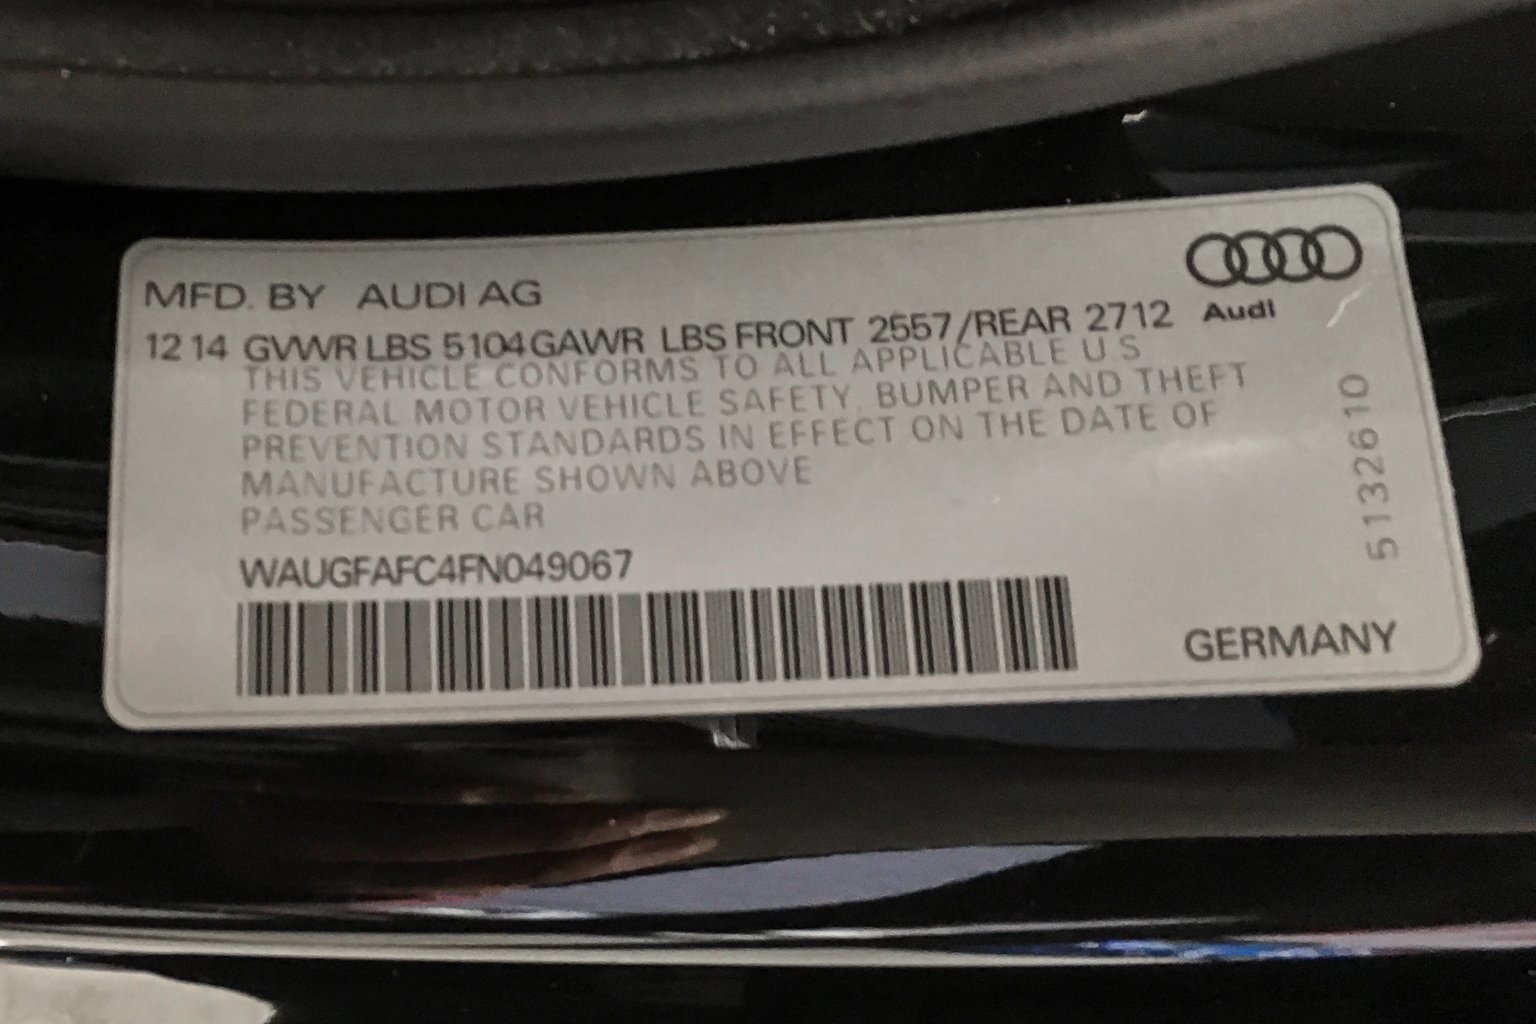 MFD. BY AUDI AG
Audi
12 14 GVWR LBS 5104 GAWR LBS FRONT 2557/REAR 2712
THIS VEHICLE CONFORMS TO ALL APPLICABLE U S
FEDERAL MOTOR VEHICLE SAFETY, BUMPER AND THEFT
PREVENTION STANDARDS IN EFFECT ON THE DATE OF
MANUFACTURE SHOWN ABOVE
PASSENGER CAR
WAUGFAFC4FN049067
5132610
GERMANY